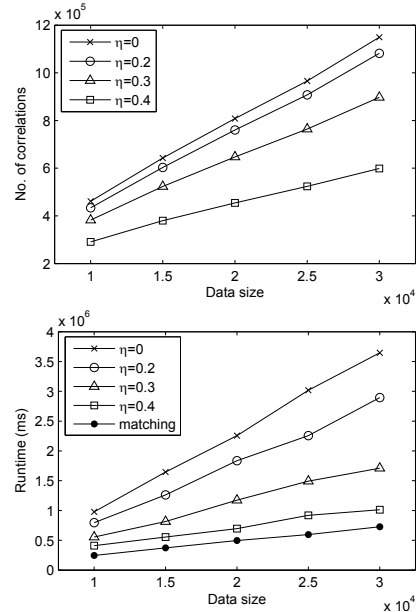 x 10^5
12
10
8
6
4
2
No. of correlations
η=0
η=0.2
η=0.3
η=0.4
1 1.5 2 2.5 3
Data size
x 10^4
x 10^6
4
3.5
3
2.5
2
1.5
1
0.5
0
Runtime (ms)
η=0
η=0.2
η=0.3
η=0.4
matching
1 1.5 2 2.5 3
Data size
x 10^4